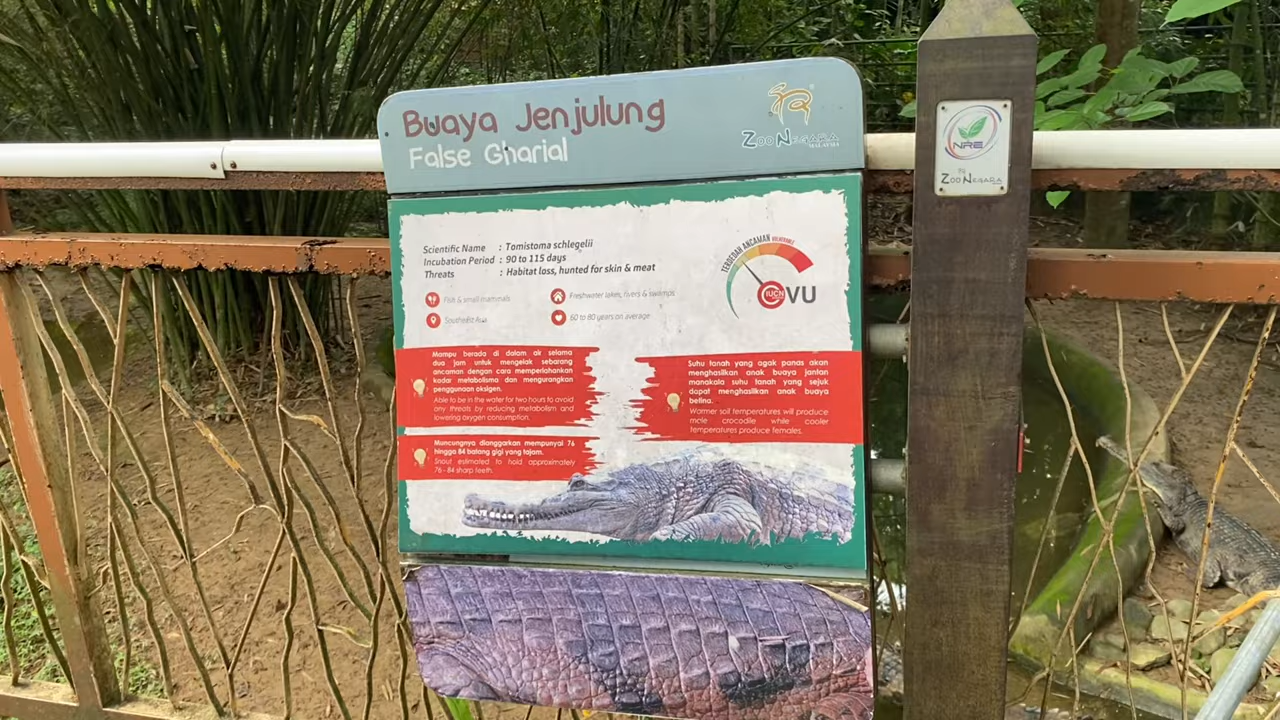 Buaya Jenjulung
False Gharial
ZOO NEGARA
MALAYSIA
NRE
ZOO NEGARA
Scientific Name : Tomistoma schlegelii
Incubation Period : 90 to 115 days
Threats : Habitat loss, hunted for skin & meat
TERDEDAH ANCAMAN VULNERABLE
IUCN VU
Fish & small mammals
Freshwater lakes, rivers & swamps
Southeast Asia
60 to 80 years on average
Mampu berada di dalam air selama
dua jam untuk mengelak sebarang
ancaman dengan cara memperlahankan
kadar metabolisma dan mengurangkan
penggunaan oksigen.
Able to be in the water for two hours to avoid
any threats by reducing metabolism and
lowering oxygen consumption.
Suhu tanah yang agak panas akan
menghasilkan anak buaya jantan
manakala suhu tanah yang sejuk
dapat menghasilkan anak buaya
betina.
Warmer soil temperatures will produce
mele crocodile while cooler
temperatures produce females.
Muncungnya dianggarkan mempunyai 76
hingga 84 batang gigi yang tajam.
Snout estimated to hold approximately
76 - 84 sharp teeth.